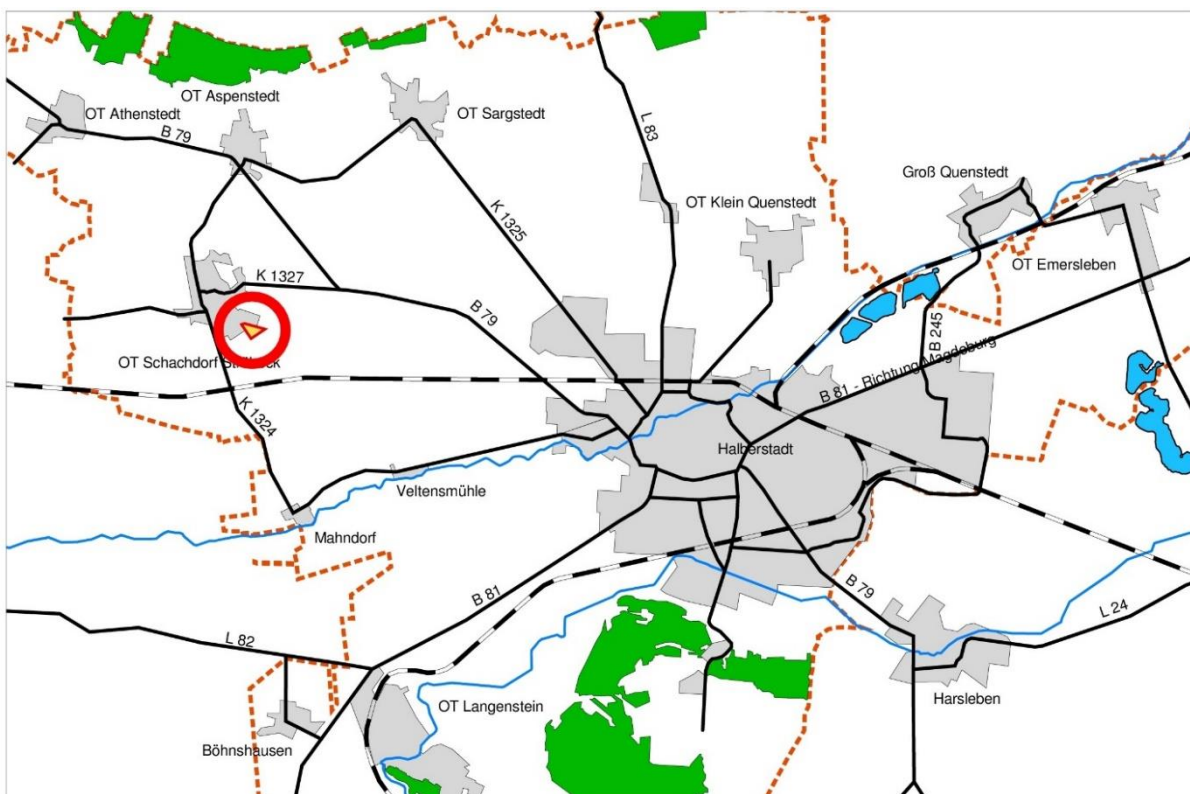 OT Aspenstedt
OT Athenstedt
OT Sargstedt
B 79
L 83
K 1325
Groß Quenstedt
OT Klein Quenstedt
OT Emersleben
K 1327
B 79
B 245
OT Schachdorf
B 81 - Richtung Magdeburg
K 1324
Halberstadt
Veltensmühle
Mahndorf
B 81
B 79
L 24
L 82
OT Langenstein
Harsleben
Böhnshausen